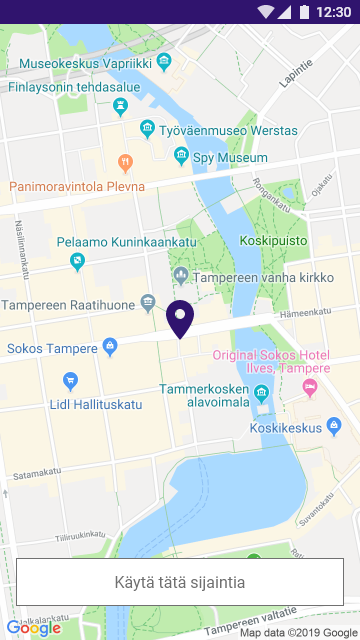 12:30
Museokeskus Vapriikki
Lapintie
Finlaysonin tehdasalue
Työväenmuseo Werstas
Spy Museum
Panimoravintola Plevna
Ojakatu
Rongankatu
Näsilinnankatu
Pelaamo Kuninkaankatu
Koskipuisto
Tampereen vanha kirkko
Tampereen Raatihuone
Hämeenkatu
Sokos Tampere
Original Sokos Hotel
Ilves, Tampere
Lidl Hallituskatu
Tammerkosken
alavoimala
Koskikeskus
Satamakatu
Suvantokatu
Tiiliruukinkatu
Käytä tätä sijaintia
Tampereen valtatie
Google
Map data ©2019 Google